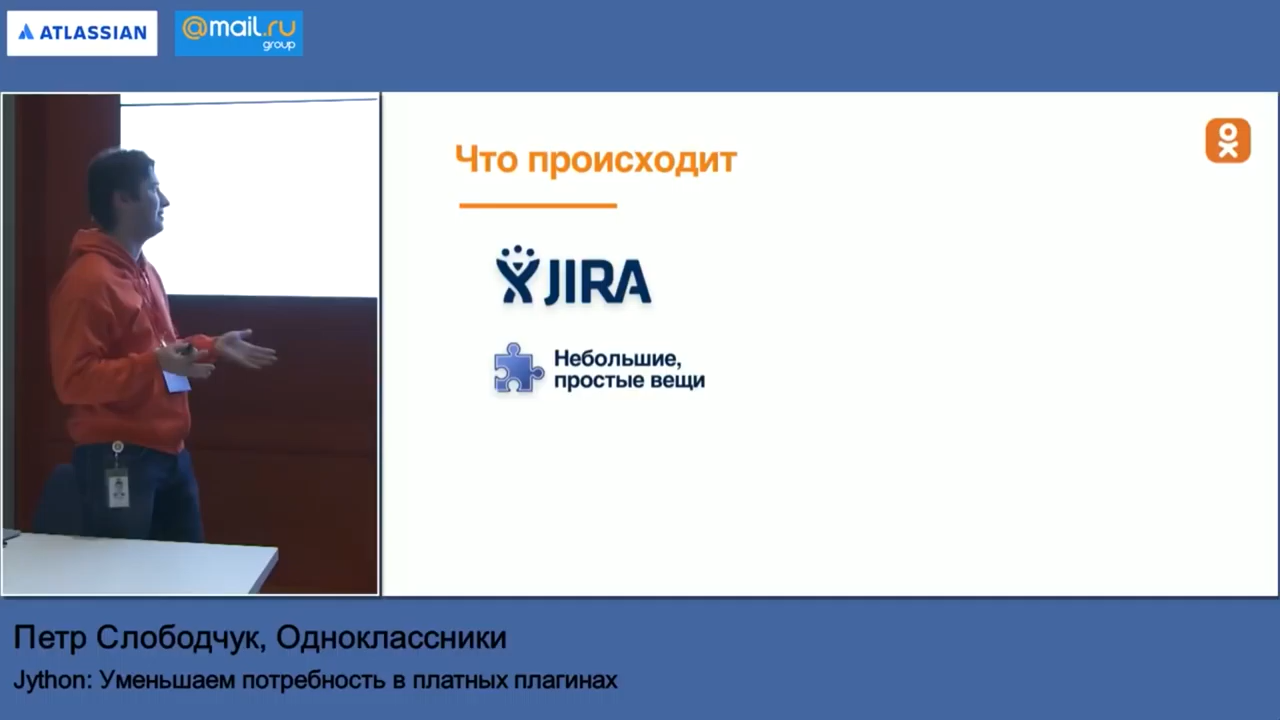 ATLASSIAN
@mail.ru
group
Что происходит
JIRA
Небольшие,
простые вещи
Петр Слободчук, Одноклассники
Jython: Уменьшаем потребность в платных плагинах